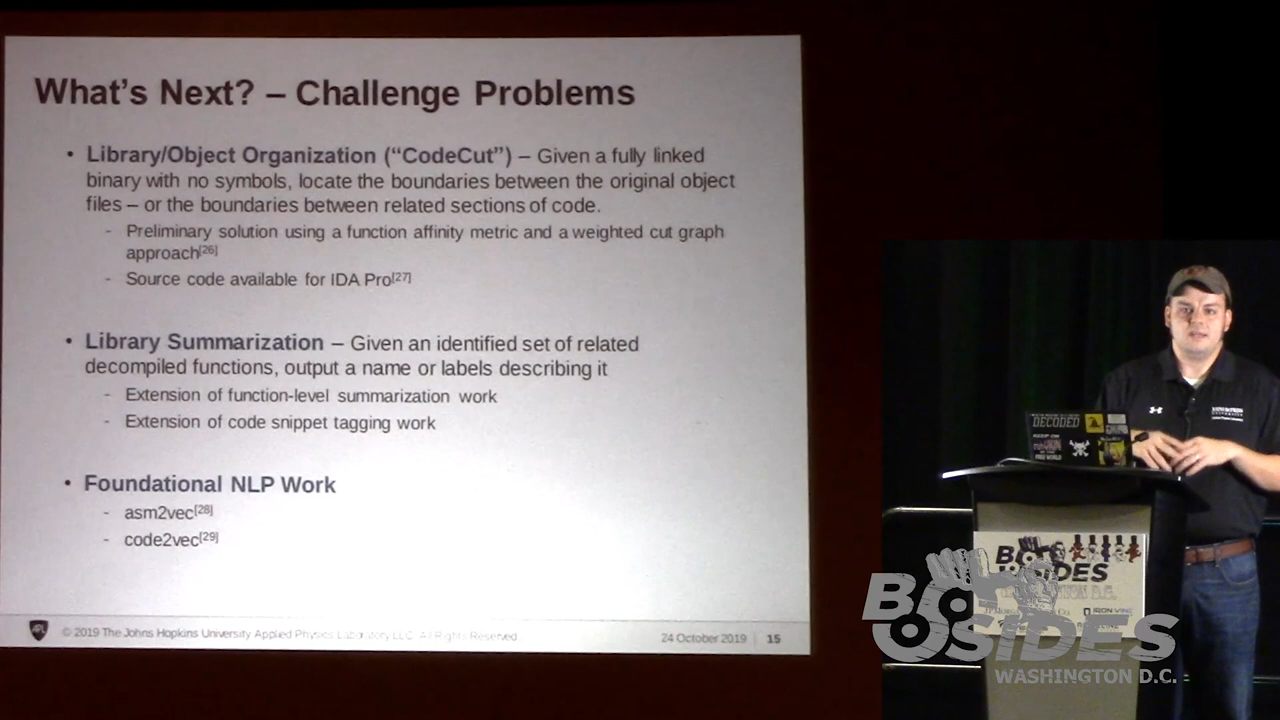 What's Next? – Challenge Problems
• Library/Object Organization ("CodeCut") – Given a fully linked
binary with no symbols, locate the boundaries between the original object
files – or the boundaries between related sections of code.
- Preliminary solution using a function affinity metric and a weighted cut graph
approach[26]
- Source code available for IDA Pro[27]
• Library Summarization – Given an identified set of related
decompiled functions, output a name or labels describing it
- Extension of function-level summarization work
- Extension of code snippet tagging work
• Foundational NLP Work
- asm2vec[28]
- code2vec[29]
APL
© 2019 The Johns Hopkins University Applied Physics Laboratory LLC. All Rights Reserved.
24 October 2019 | 15
DECODED
BSIDES
IRON VINE
BSIDES
WASHINGTON D.C.